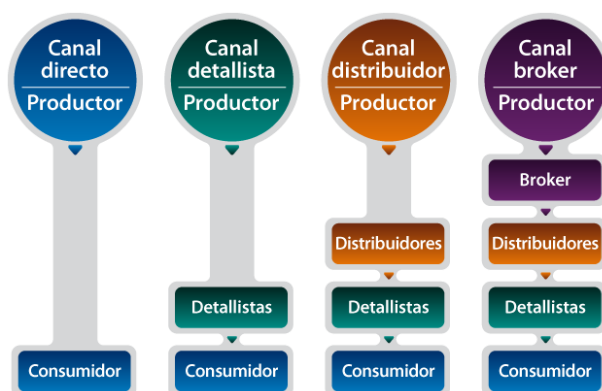 Canal
directo
Productor
Consumidor
Canal
detallista
Productor
Detallistas
Consumidor
Canal
distribuidor
Productor
Distribuidores
Detallistas
Consumidor
Canal
broker
Productor
Broker
Distribuidores
Detallistas
Consumidor